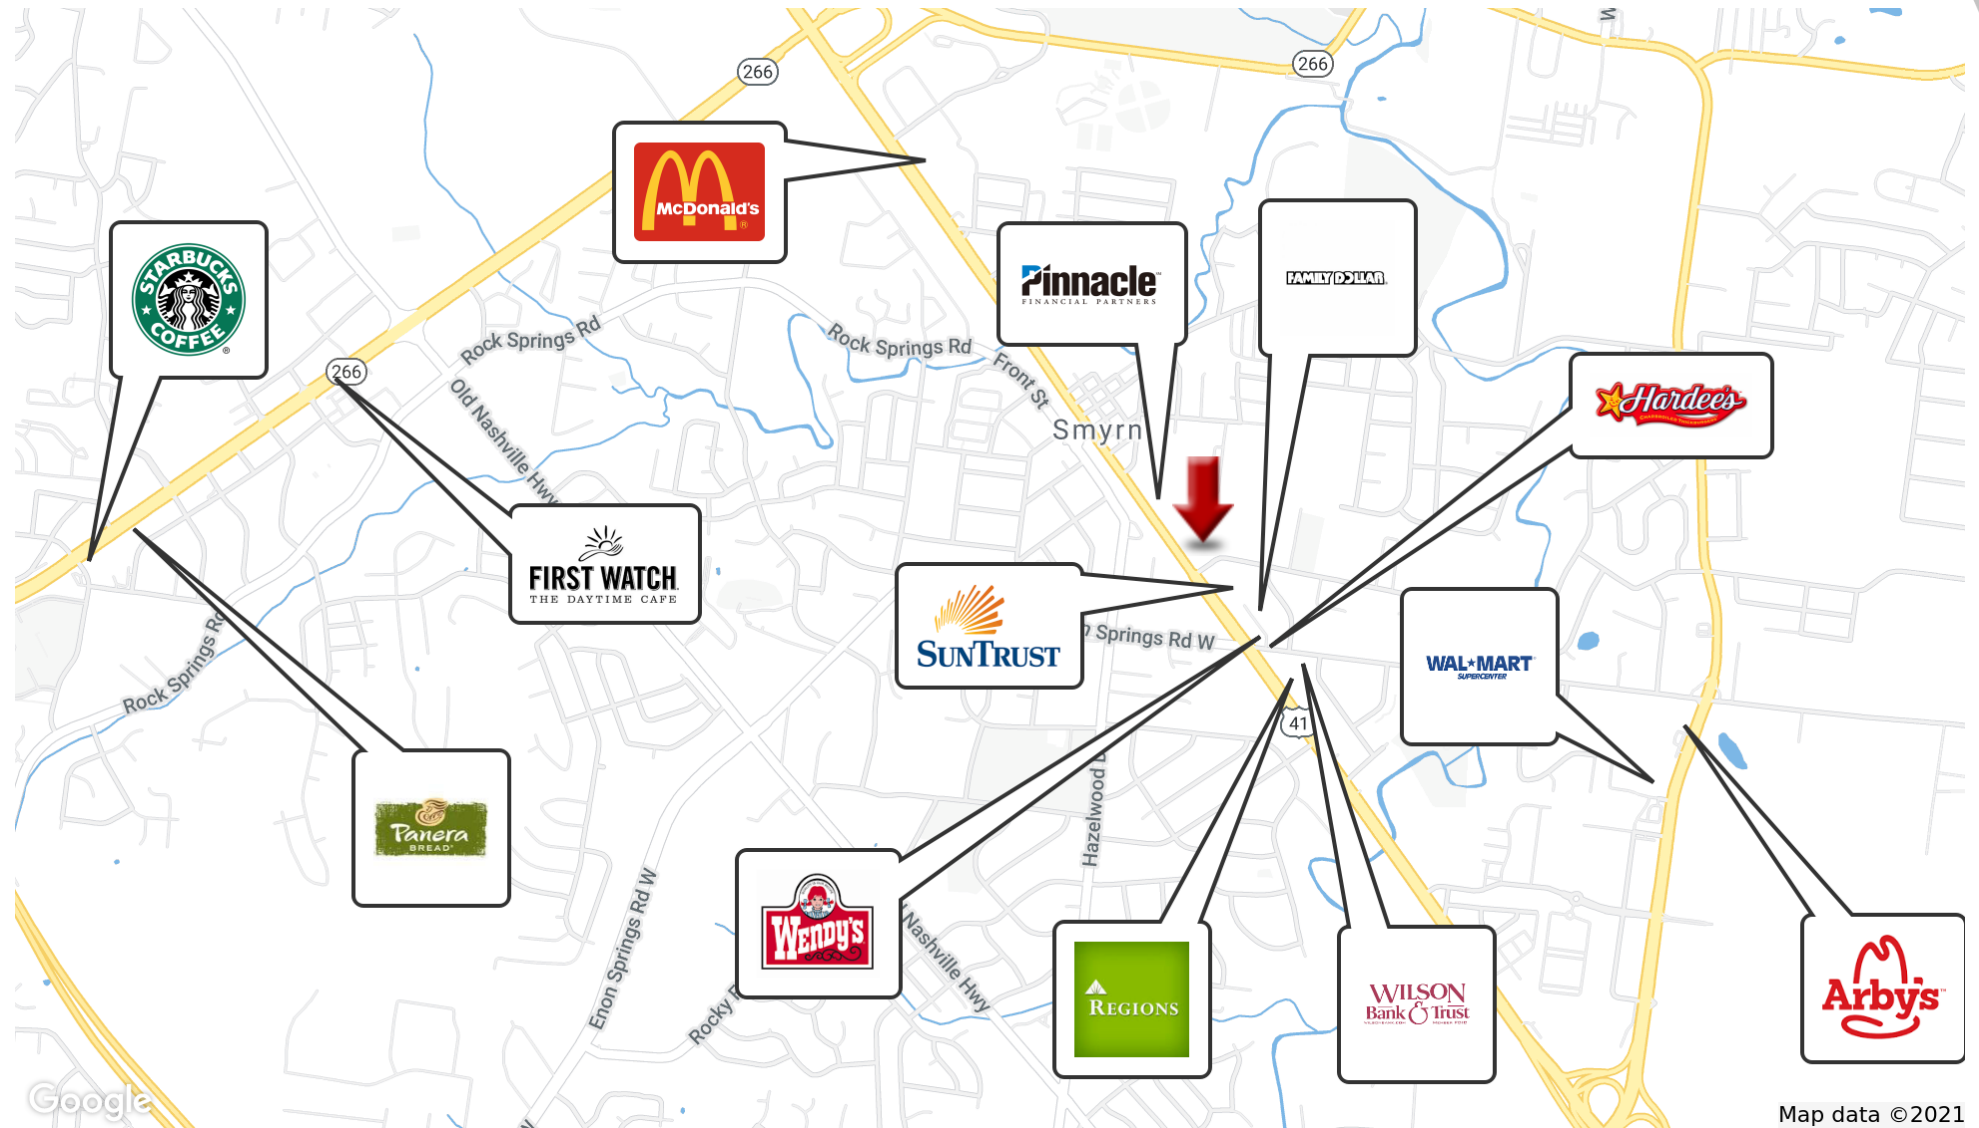 266
266
McDonald's
STARBUCKS
COFFEE
Pinnacle
FINANCIAL PARTNERS
FAMILY DOLLAR
Rock Springs Rd
Rock Springs Rd
Front St
266
Old Nashville Hwy
Hardee's
Smyrn
FIRST WATCH
THE DAYTIME CAFE
SUNTRUST
n Springs Rd W
WAL★MART
SUPERCENTER
Rock Springs Rd
41
Hazelwood D
Panera
BREAD
Enon Springs Rd W
WENDY'S
Nashville Hwy
Rocky
REGIONS
WILSON
Bank & Trust
Arby's
Google
Map data ©2021